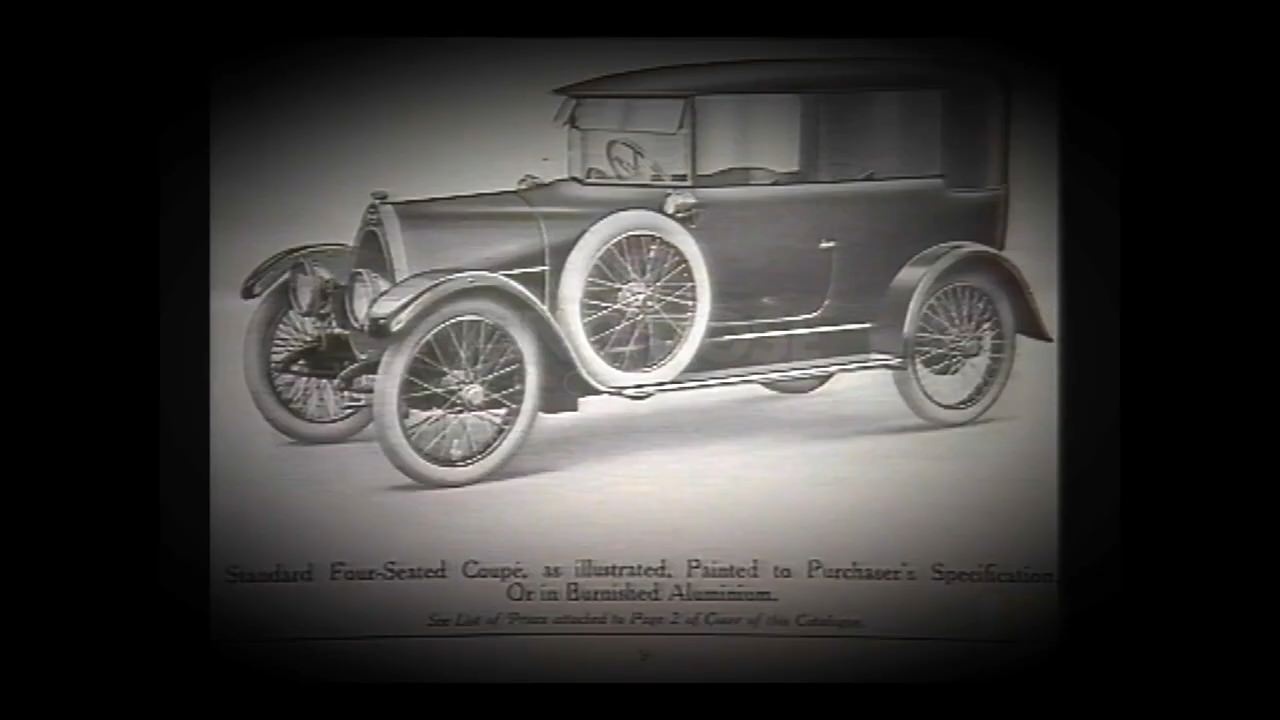 Standard Four-Seated Coupé, as illustrated, Painted to Purchaser's Specification,
Or in Burnished Aluminium.
See List of Prices attached to Page 2 of Cover of this Catalogue.